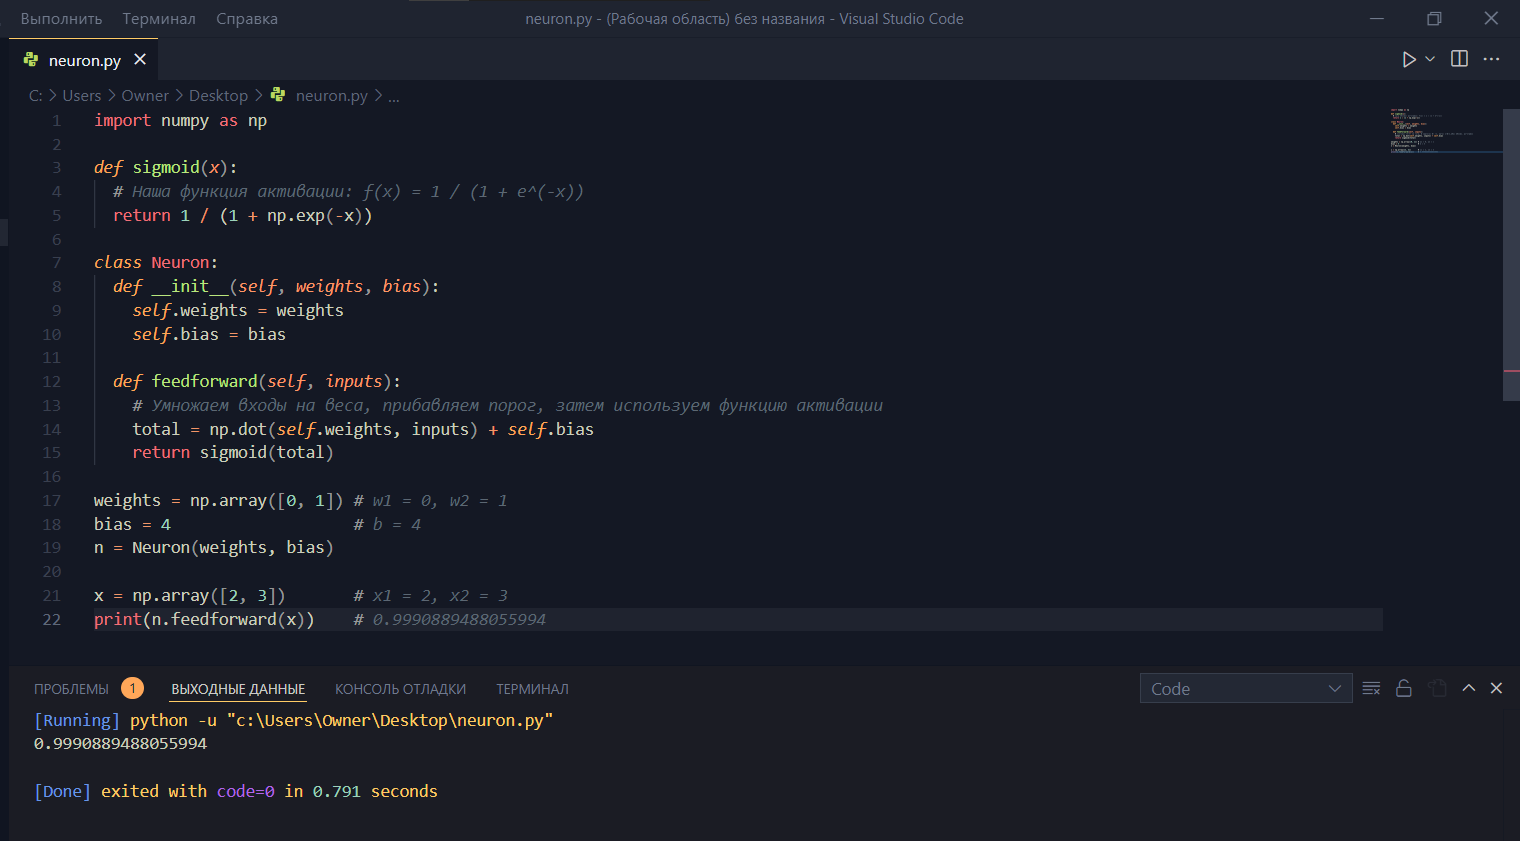 Выполнить Терминал Справка neuron.py - (Рабочая область) без названия - Visual Studio Code
neuron.py
C: > Users > Owner > Desktop > neuron.py > ...
1 import numpy as np
2
3 def sigmoid(x):
4 # Наша функция активации: f(x) = 1 / (1 + e^(-x))
5 return 1 / (1 + np.exp(-x))
6
7 class Neuron:
8 def __init__(self, weights, bias):
9 self.weights = weights
10 self.bias = bias
11
12 def feedforward(self, inputs):
13 # Умножаем входы на веса, прибавляем порог, затем используем функцию активации
14 total = np.dot(self.weights, inputs) + self.bias
15 return sigmoid(total)
16
17 weights = np.array([0, 1]) # w1 = 0, w2 = 1
18 bias = 4 # b = 4
19 n = Neuron(weights, bias)
20
21 x = np.array([2, 3]) # x1 = 2, x2 = 3
22 print(n.feedforward(x)) # 0.9990889488055994
ПРОБЛЕМЫ 1 ВЫХОДНЫЕ ДАННЫЕ КОНСОЛЬ ОТЛАДКИ ТЕРМИНАЛ Code
[Running] python -u "c:\Users\Owner\Desktop\neuron.py"
0.9990889488055994
[Done] exited with code=0 in 0.791 seconds